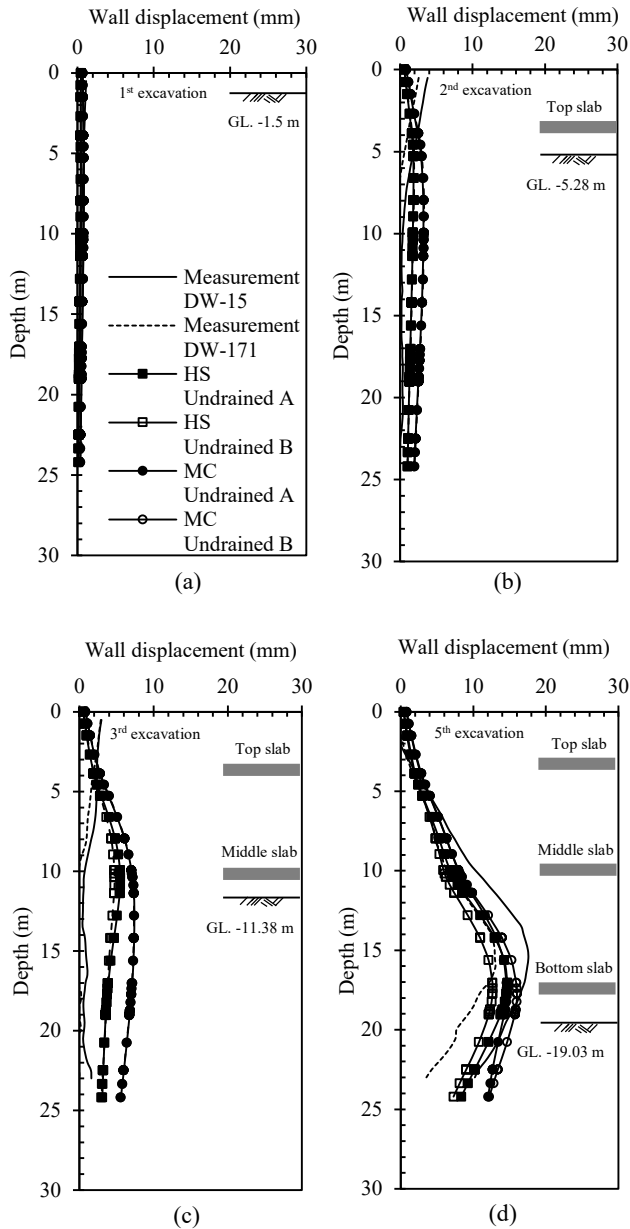 Wall displacement (mm)
0 10 20 30
0
5
10
15
20
25
30
Depth (m)
1st excavation
GL. -1.5 m
Measurement
DW-15
Measurement
DW-171
HS
Undrained A
HS
Undrained B
MC
Undrained A
MC
Undrained B
(a)
Wall displacement (mm)
0 10 20 30
0
5
10
15
20
25
30
Depth (m)
2nd excavation
Top slab
GL. -5.28 m
(b)
Wall displacement (mm)
0 10 20 30
0
5
10
15
20
25
30
Depth (m)
3rd excavation
Top slab
Middle slab
GL. -11.38 m
(c)
Wall displacement (mm)
0 10 20 30
0
5
10
15
20
25
30
Depth (m)
5th excavation
Top slab
Middle slab
Bottom slab
GL. -19.03 m
(d)